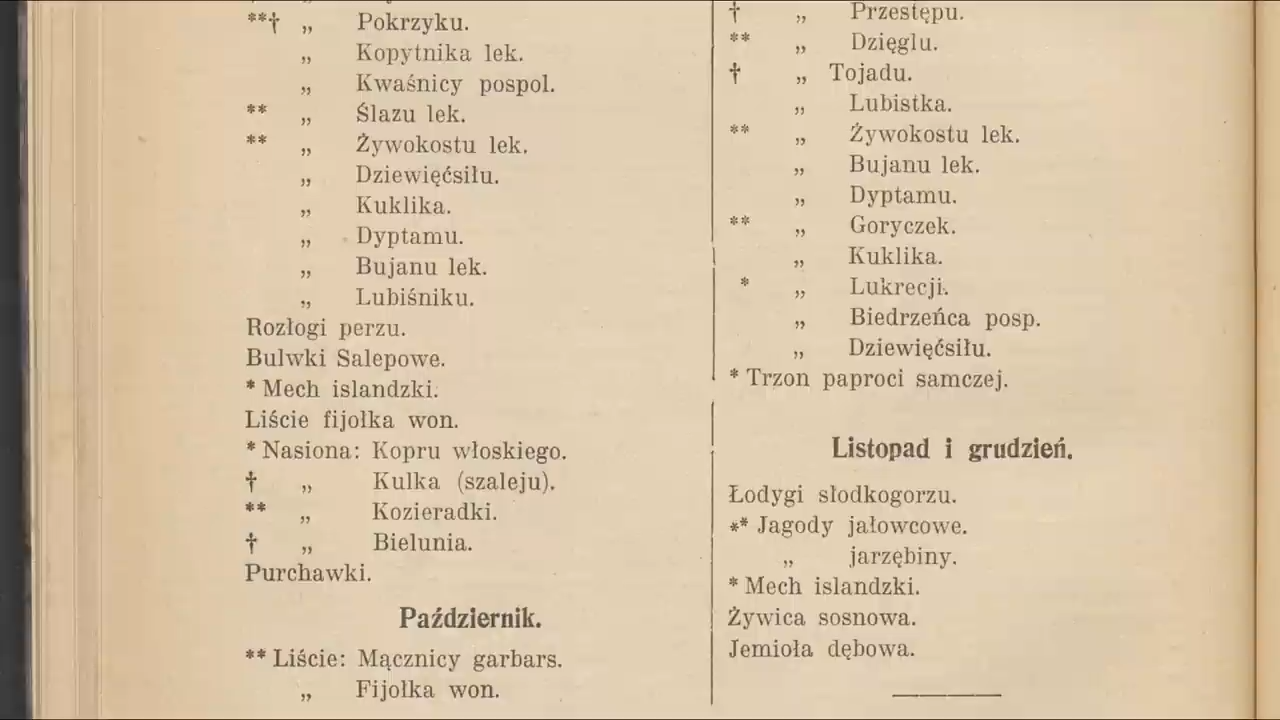 **† „ Pokrzyku.
„ Kopytnika lek.
„ Kwaśnicy pospol.
** „ Ślazu lek.
** „ Żywokostu lek.
„ Dziewięćsiłu.
„ Kuklika.
„ Dyptamu.
„ Bujanu lek.
„ Lubiśniku.
Rozłogi perzu.
Bulwki Salepowe.
* Mech islandzki.
Liście fijołka won.
* Nasiona: Kopru włoskiego.
† „ Kulka (szaleju).
** „ Kozieradki.
† „ Bielunia.
Purchawki.
Październik.
** Liście: Mącznicy garbars.
„ Fijołka won.
† „ Przestępu.
** „ Dzięglu.
† „ Tojadu.
„ Lubistka.
** „ Żywokostu lek.
„ Bujanu lek.
„ Dyptamu.
** „ Goryczek.
„ Kuklika.
* „ Lukrecji.
„ Biedrzeńca posp.
„ Dziewięćsiłu.
* Trzon paproci samczej.
Listopad i grudzień.
Łodygi słodkogorzu.
** Jagody jałowcowe.
„ jarzębiny.
* Mech islandzki.
Żywica sosnowa.
Jemioła dębowa.